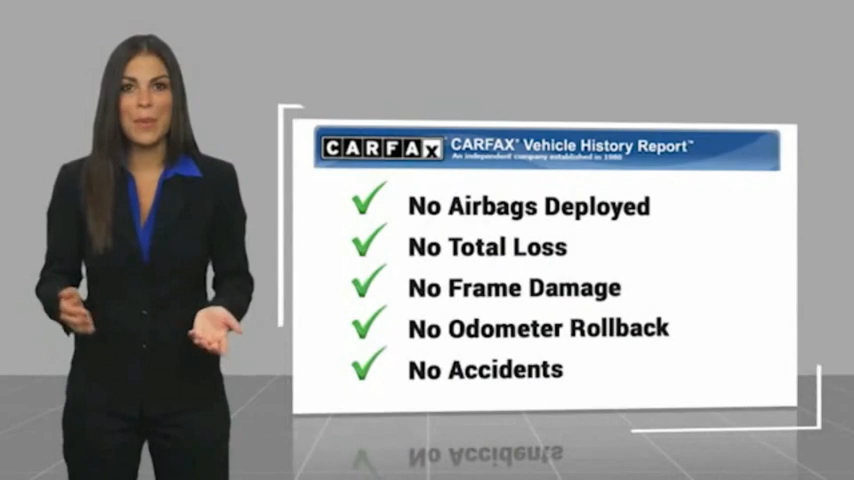 CARFAX
CARFAX® Vehicle History Report™
An independent company established in 1986
No Airbags Deployed
No Total Loss
No Frame Damage
No Odometer Rollback
No Accidents
No Accidents